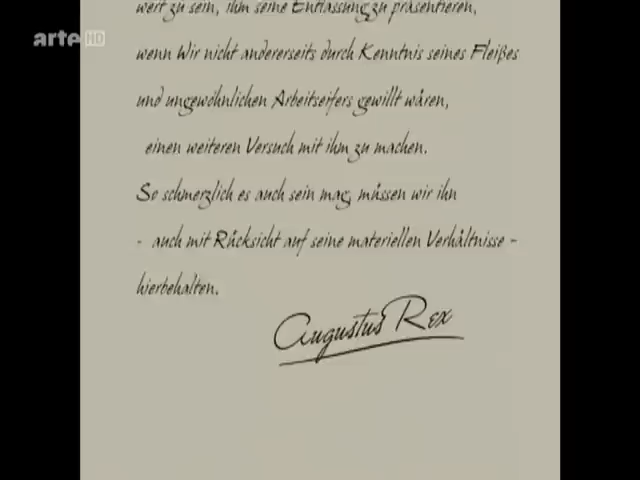 arte HD
wert zu sein, ihm seine Entlassung zu präsentieren,
wenn Wir nicht andererseits durch Kenntnis seines Fleißes
und ungewöhnlichen Arbeitseifers gewillt wären,
einen weiteren Versuch mit ihm zu machen.
So schmerzlich es auch sein mag, müssen wir ihn
- auch mit Rücksicht auf seine materiellen Verhältnisse -
hierbehalten.
Augustus Rex